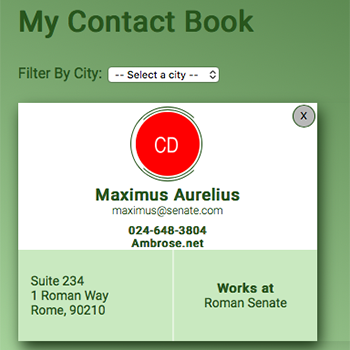 My Contact Book
Filter By City: -- Select a city --
X
CD
Maximus Aurelius
maximus@senate.com
024-648-3804
Ambrose.net
Suite 234
1 Roman Way
Rome, 90210
Works at
Roman Senate